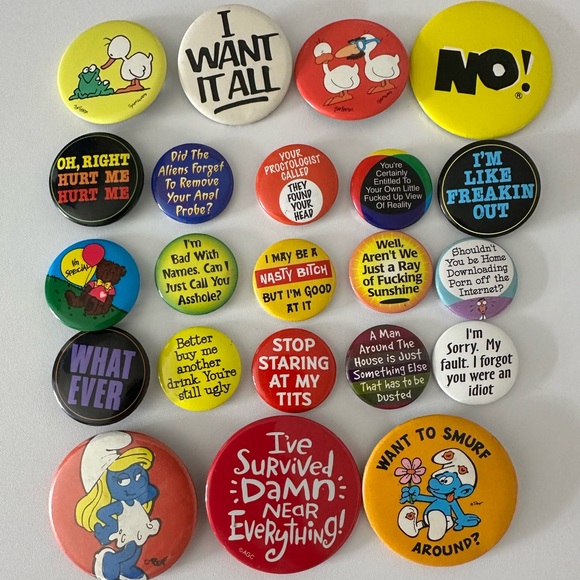 I
WANT
IT ALL
NO!
®
OH, RIGHT
HURT ME
HURT ME
Did The
Aliens Forget
To Remove
Your Anal
Probe?
YOUR
PROCTOLOGIST
CALLED
THEY
FOUND
YOUR
HEAD
You're
Certainly
Entitled To
Your Own Little
Fucked Up View
Of Reality
I'M
LIKE
FREAKIN
OUT
I'm
Bad With
Names. Can I
Just Call You
Asshole?
I MAY BE A
NASTY BITCH
BUT I'M GOOD
AT IT
Well,
Aren't We
Just a Ray
of Fucking
Sunshine
Shouldn't
You be Home
Downloading
Porn off the
Internet?
WHAT
EVER
Better
buy me
another
drink. You're
still ugly
STOP
STARING
AT MY
TITS
A Man
Around The
House is Just
Something Else
That has to be
Dusted
I'm
Sorry. My
fault. I forgot
you were an
idiot
I've
SURVIVED
DAMN
NEAR
EVERYTHING!
©AGC
WANT TO SMURF
AROUND?